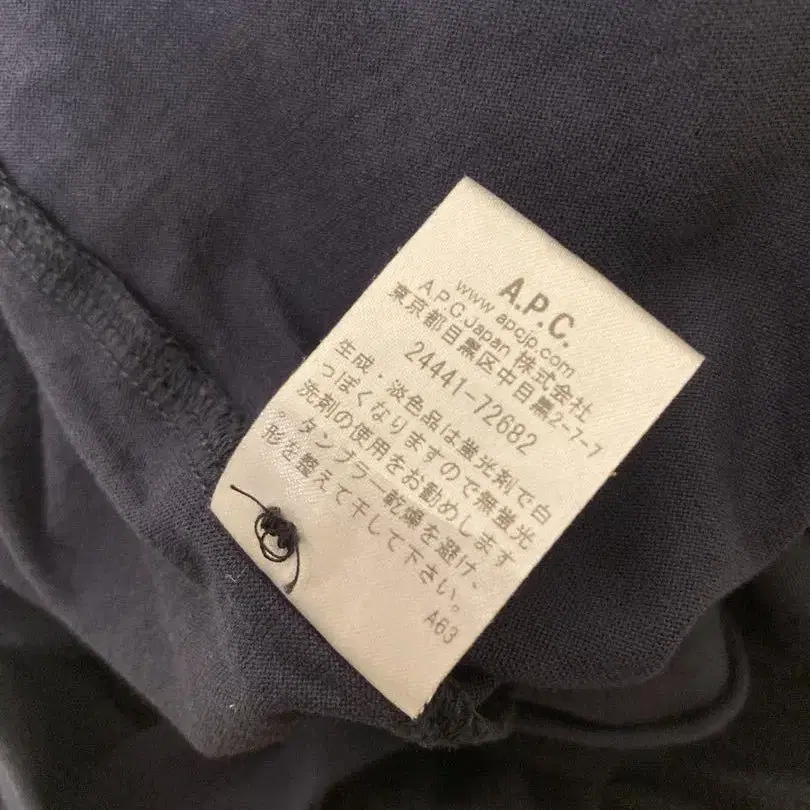 A.P.C.
www.apcjp.com
APCJapan 株式会社
東京都目黒区中目黒2-7-7
24441-72682
生成・淡色品は蛍光剤で白
っぽくなりますので無蛍光
洗剤の使用をお勧めします
。タンブラー乾燥を避け、
形を整えて干して下さい。
A63